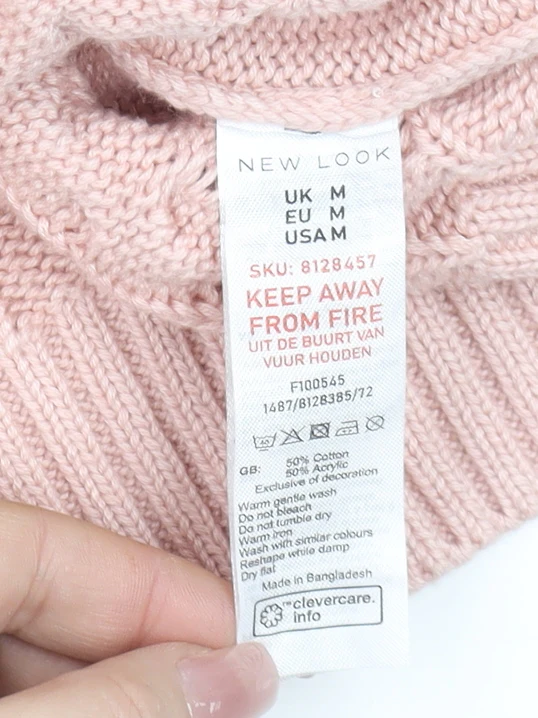 NEW LOOK
UK M
EU M
USA M
SKU: 8128457
KEEP AWAY
FROM FIRE
UIT DE BUURT VAN
VUUR HOUDEN
F100545
1487/8128385/72
40
GB: 50% Cotton
50% Acrylic
Exclusive of decoration
Warm gentle wash
Do not bleach
Do not tumble dry
Warm iron
Wash with similar colours
Reshape while damp
Dry flat
Made in Bangladesh
™clevercare.
info